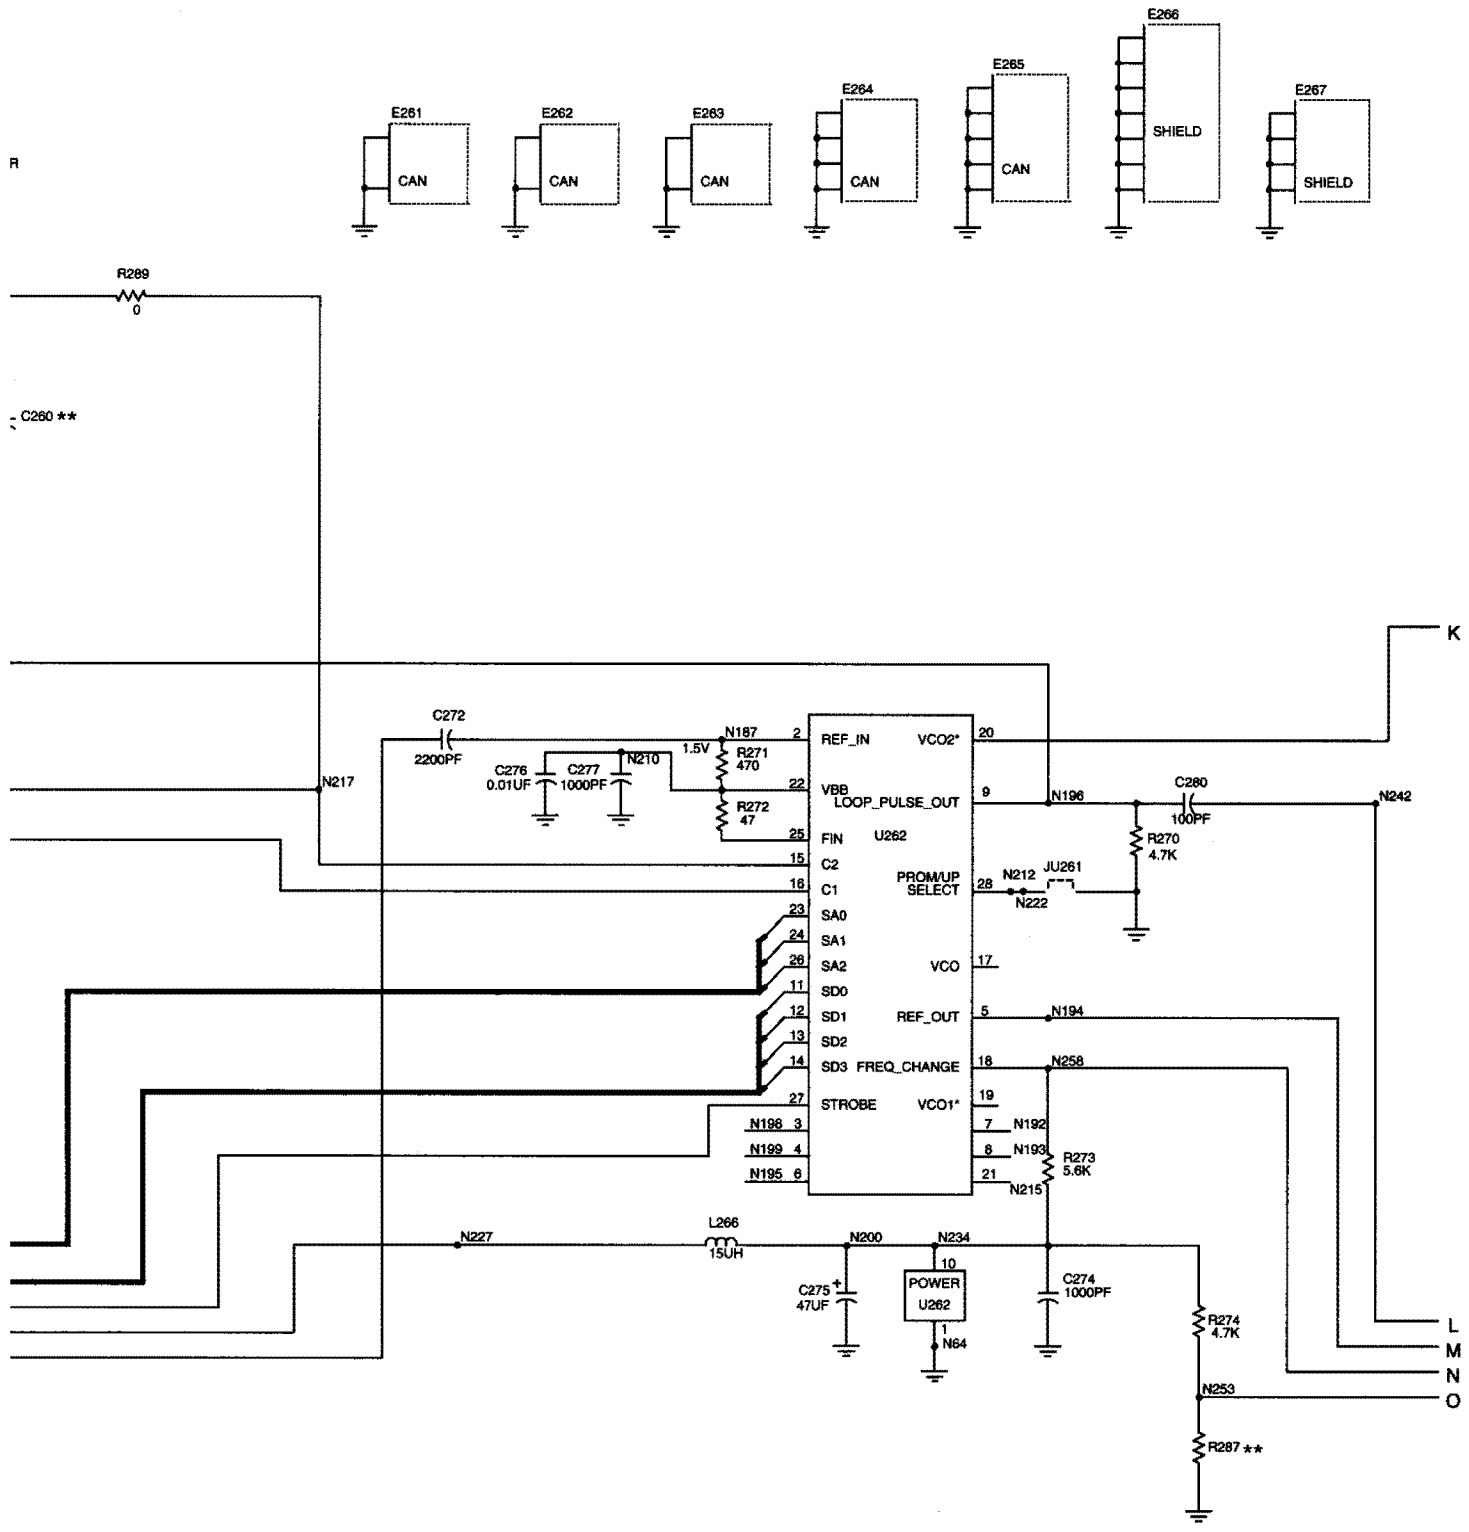 E266
E265
E264
E267
E261
E262
E263
SHIELD
R
CAN
CAN
CAN
CAN
CAN
SHIELD
R289
0
C260 **
K
C272
2200PF
N187
1.5V
R271
470
2
REF_IN
VCO2*
20
N210
C276
0.01UF
C277
1000PF
N217
22
VBB
LOOP_PULSE_OUT
9
N196
C280
100PF
N242
R272
47
25
FIN
U262
R270
4.7K
15
C2
16
C1
PROM/UP
SELECT
28
N212
N222
JU261
23
SA0
24
SA1
26
SA2
VCO
17
11
SD0
12
SD1
REF_OUT
5
N194
13
SD2
14
SD3
FREQ_CHANGE
18
N258
27
STROBE
VCO1*
19
N198
3
7
N192
N199
4
8
N193
N195
6
21
N215
R273
5.6K
N227
L266
15UH
N200
N234
C275
+
47UF
10
POWER
U262
1
N64
C274
1000PF
R274
4.7K
L
M
N
N253
O
R287 **